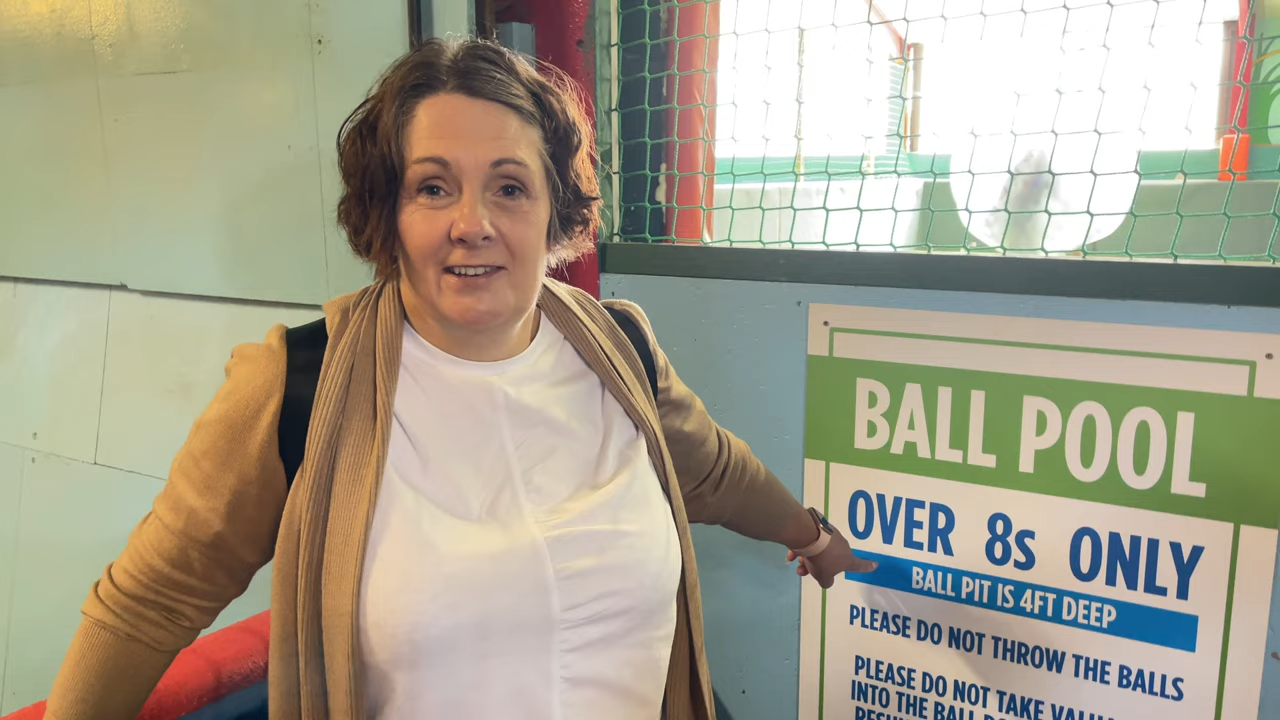 BALL POOL
OVER 8s ONLY
BALL PIT IS 4FT DEEP
PLEASE DO NOT THROW THE BALLS
PLEASE DO NOT TAKE
INTO THE BALL